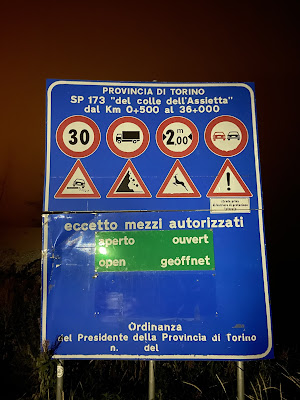 PROVINCIA DI TORINO
SP 173 "del colle dell'Assietta"
dal Km 0+500 al 36+000
30
m
2,00
eccetto mezzi autorizzati
aperto ouvert
open geöffnet
Ordinanza
del Presidente della Provincia di Torino
n. del